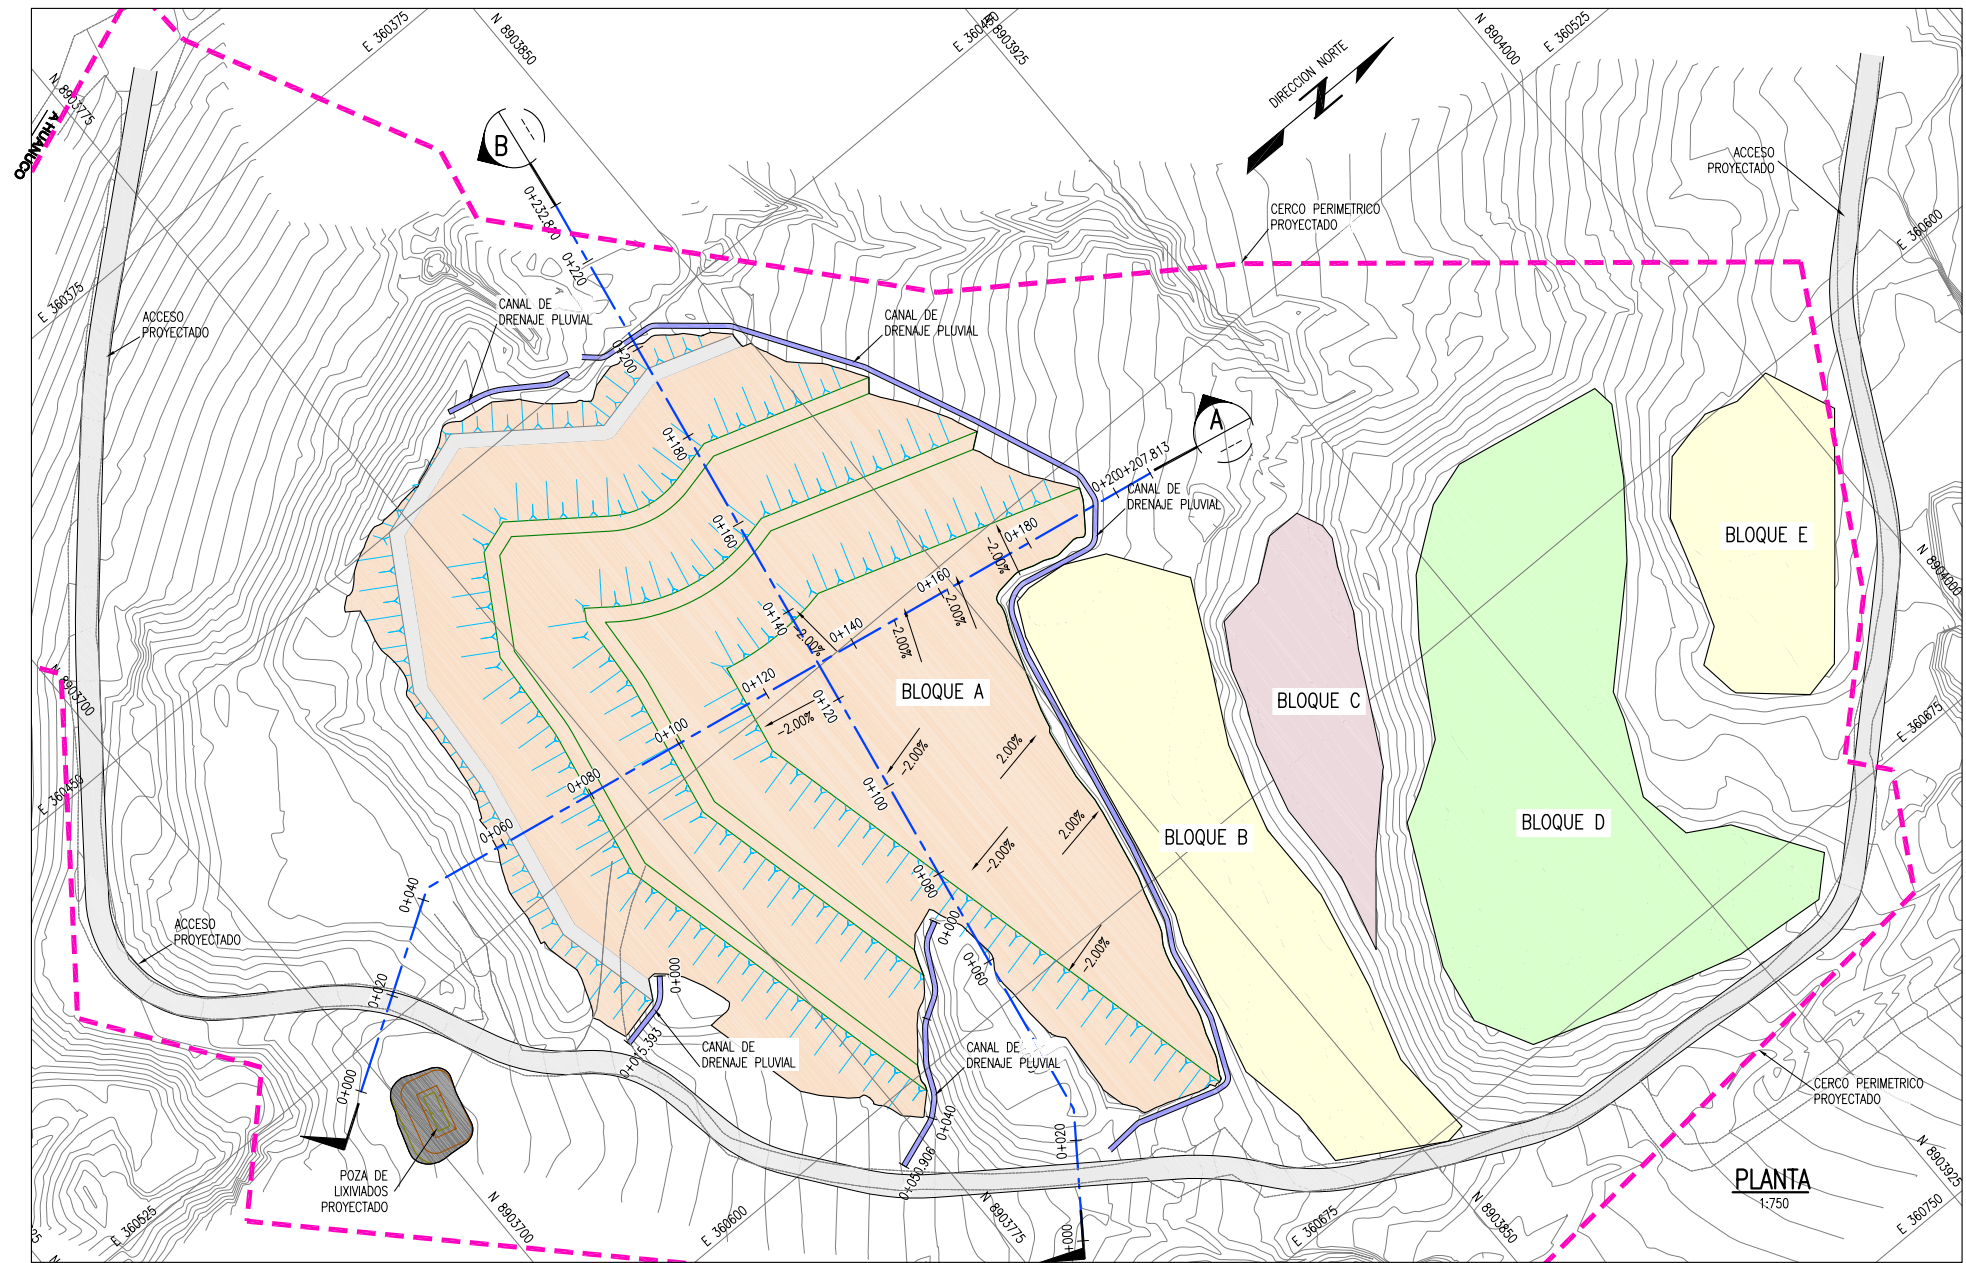 E 360375
N 8903850
E 360450
N 8903925
N 8904000
E 360525
DIRECCION NORTE
N
N 8903775
A HUANUCO
B
ACCESO
PROYECTADO
CERCO PERIMETRICO
PROYECTADO
0+232.810
0+220
E 360600
E 360375
CANAL DE
DRENAJE PLUVIAL
CANAL DE
DRENAJE PLUVIAL
ACCESO
PROYECTADO
0+200
A
0+180
0+200
0+207.813
CANAL DE
DRENAJE PLUVIAL
0+160
0+180
-2.00%
BLOQUE E
N 8904000
0+160
-2.00%
0+140
-2.00%
0+140
-2.00%
0+120
BLOQUE A
BLOQUE C
N 8903700
0+120
-2.00%
0+100
-2.00%
2.00%
E 360675
0+080
0+100
E 360450
0+060
2.00%
BLOQUE B
BLOQUE D
-2.00%
0+080
0+040
ACCESO
PROYECTADO
0+000
-2.00%
0+060
0+000
0+020
0+015.393
CANAL DE
DRENAJE PLUVIAL
CANAL DE
DRENAJE PLUVIAL
0+000
0+040
0+020
CERCO PERIMETRICO
PROYECTADO
0+050.906
POZA DE
LIXIVIADOS
PROYECTADO
N 8903925
PLANTA
1:750
E 360525
N 8903700
E 360600
N 8903775
E 360675
N 8903850
E 360750